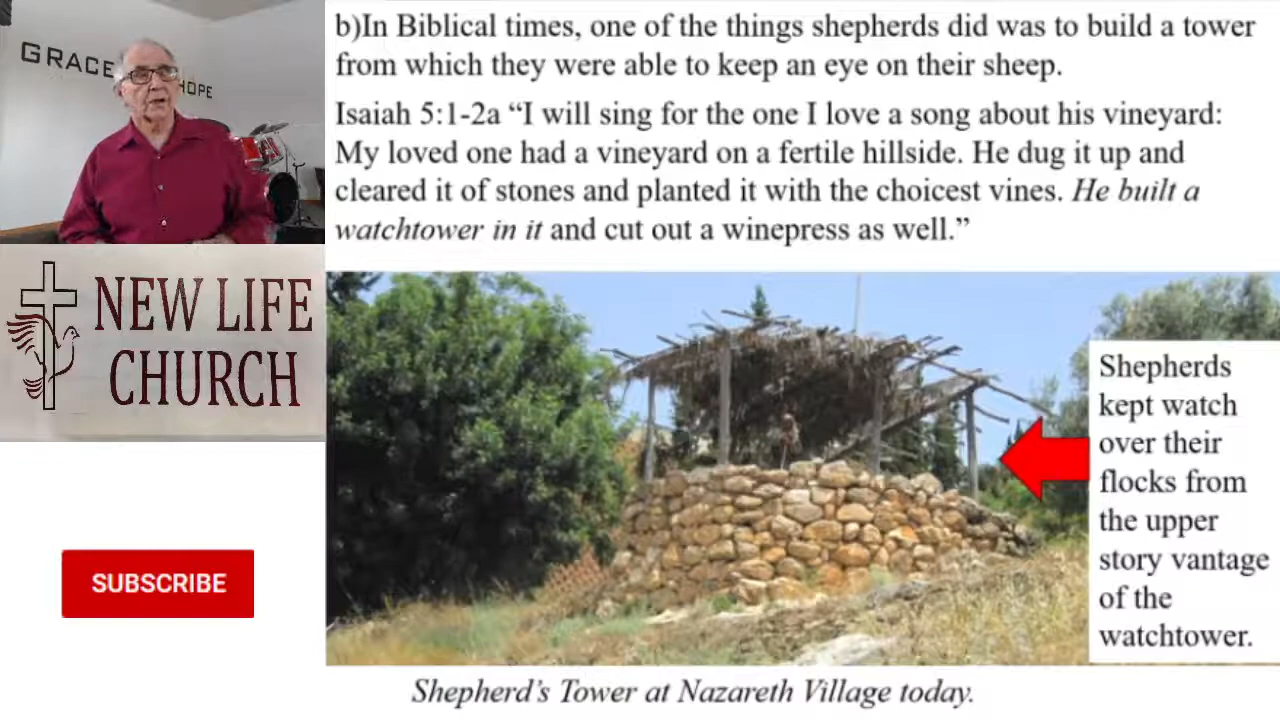 GRACE
HOPE
NEW LIFE
CHURCH
SUBSCRIBE
b)In Biblical times, one of the things shepherds did was to build a tower
from which they were able to keep an eye on their sheep.
Isaiah 5:1-2a “I will sing for the one I love a song about his vineyard:
My loved one had a vineyard on a fertile hillside. He dug it up and
cleared it of stones and planted it with the choicest vines. He built a
watchtower in it and cut out a winepress as well.”
Shepherds
kept watch
over their
flocks from
the upper
story vantage
of the
watchtower.
Shepherd’s Tower at Nazareth Village today.